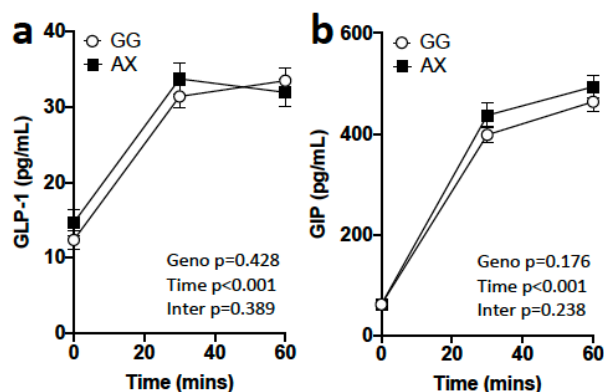 a
GG
AX
GLP-1 (pg/mL)
40
30
20
10
0
Geno p=0.428
Time p<0.001
Inter p=0.389
0
20
40
60
Time (mins)
b
GG
AX
GIP (pg/mL)
600
400
200
0
Geno p=0.176
Time p<0.001
Inter p=0.238
0
20
40
60
Time (mins)